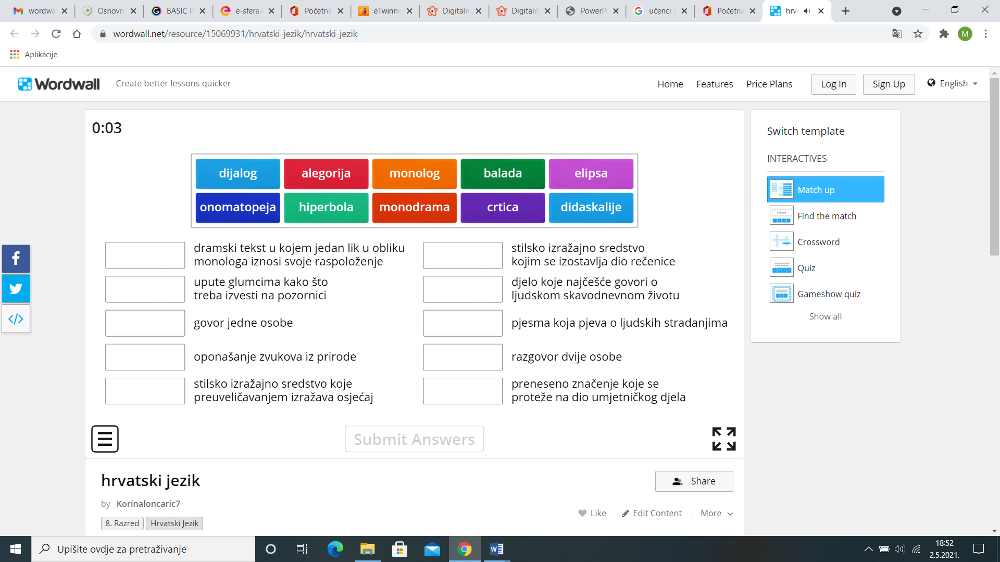 wordwa
Osnovn
BASIC P
e-sfera.
Početna
eTwinni
Digitaln
Digitaln
PowerP
učenci z
Početna
hrv
wordwall.net/resource/15069931/hrvatski-jezik/hrvatski-jezik
M
Aplikacije
Wordwall
Create better lessons quicker
Home
Features
Price Plans
Log In
Sign Up
English
0:03
dijalog
alegorija
monolog
balada
elipsa
onomatopeja
hiperbola
monodrama
crtica
didaskalije
dramski tekst u kojem jedan lik u obliku
monologa iznosi svoje raspoloženje
upute glumcima kako što
treba izvesti na pozornici
govor jedne osobe
oponašanje zvukova iz prirode
stilsko izražajno sredstvo koje
preuveličavanjem izražava osjećaj
stilsko izražajno sredstvo
kojim se izostavlja dio rečenice
djelo koje najčešće govori o
ljudskom skavodnevnom životu
pjesma koja pjeva o ljudskih stradanjima
razgovor dvije osobe
preneseno značenje koje se
proteže na dio umjetničkog djela
Submit Answers
Switch template
INTERACTIVES
Match up
Find the match
Crossword
Quiz
Gameshow quiz
Show all
hrvatski jezik
Share
by Korinaloncaric7
Like
Edit Content
More
8. Razred
Hrvatski Jezik
Upišite ovdje za pretraživanje
18:52
2.5.2021.